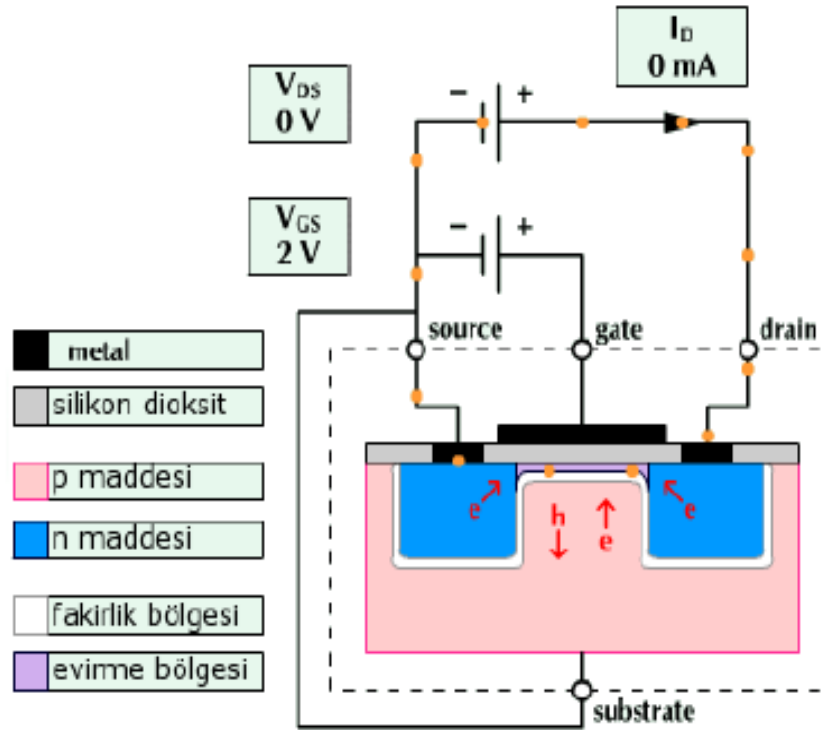 I_D
0 mA
V_DS
0 V
- +
V_GS
2 V
- +
source gate drain
metal
silikon dioksit
p maddesi
n maddesi
fakirlik bölgesi
evirme bölgesi
e h e e
substrate